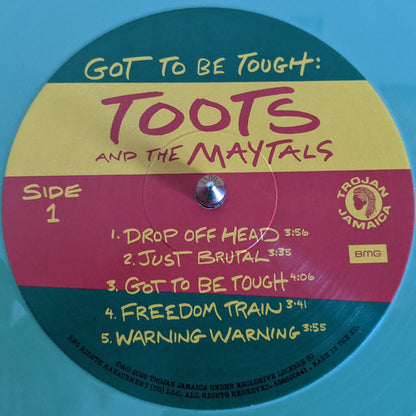 GOT TO BE TOUGH:
TOOTS
AND THE MAYTALS
SIDE
1
TROJAN
JAMAICA
BMG
1. DROP OFF HEAD 3:56
2. JUST BRUTAL 3:35
3. GOT TO BE TOUGH 4:06
4. FREEDOM TRAIN 3:41
5. WARNING WARNING 3:55
℗&© 2020 TROJAN JAMAICA UNDER EXCLUSIVE LICENSE TO
BMG RIGHTS MANAGEMENT (US) LLC. ALL RIGHTS RESERVED. 538600641. MADE IN THE